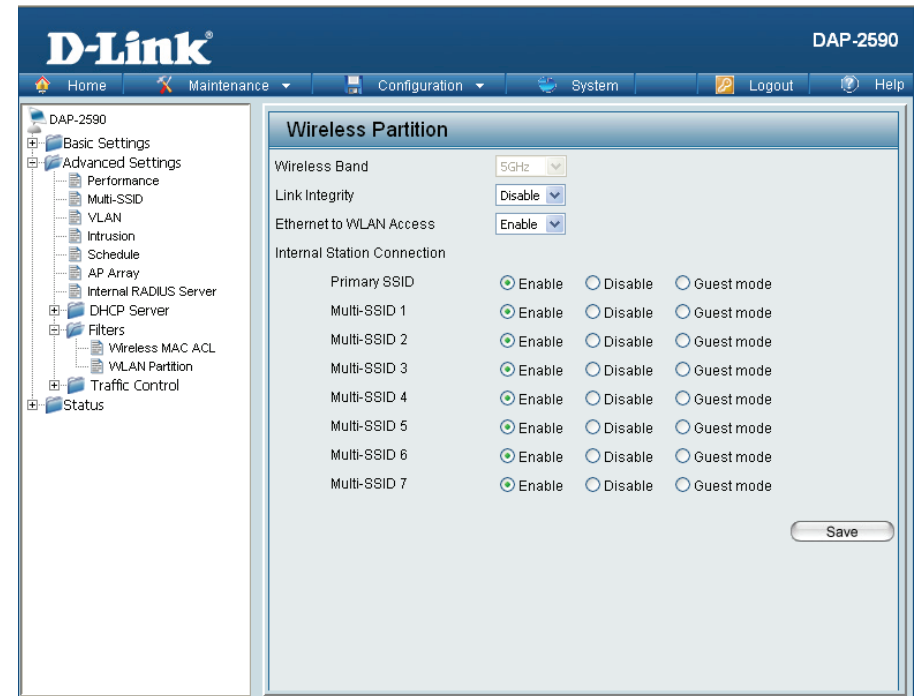 D-Link®
DAP-2590
Home Maintenance Configuration System Logout Help
DAP-2590
Basic Settings
Advanced Settings
Performance
Multi-SSID
VLAN
Intrusion
Schedule
AP Array
Internal RADIUS Server
DHCP Server
Filters
Wireless MAC ACL
WLAN Partition
Traffic Control
Status
Wireless Partition
Wireless Band 5GHz
Link Integrity Disable
Ethernet to WLAN Access Enable
Internal Station Connection
Primary SSID Enable Disable Guest mode
Multi-SSID 1 Enable Disable Guest mode
Multi-SSID 2 Enable Disable Guest mode
Multi-SSID 3 Enable Disable Guest mode
Multi-SSID 4 Enable Disable Guest mode
Multi-SSID 5 Enable Disable Guest mode
Multi-SSID 6 Enable Disable Guest mode
Multi-SSID 7 Enable Disable Guest mode
Save